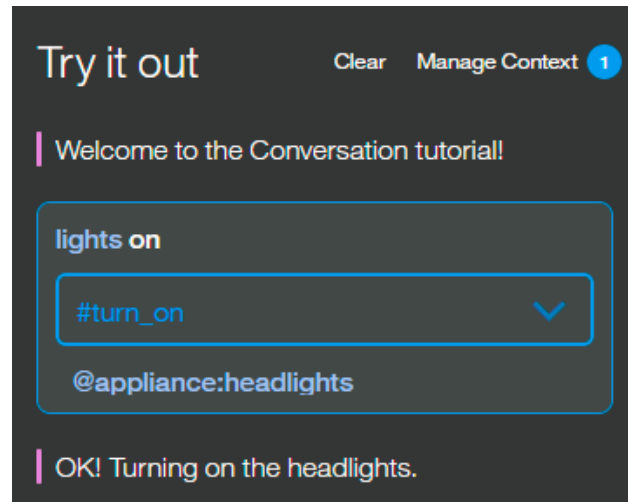 Try it out Clear Manage Context 1
Welcome to the Conversation tutorial!
lights on
#turn_on
@appliance:headlights
OK! Turning on the headlights.